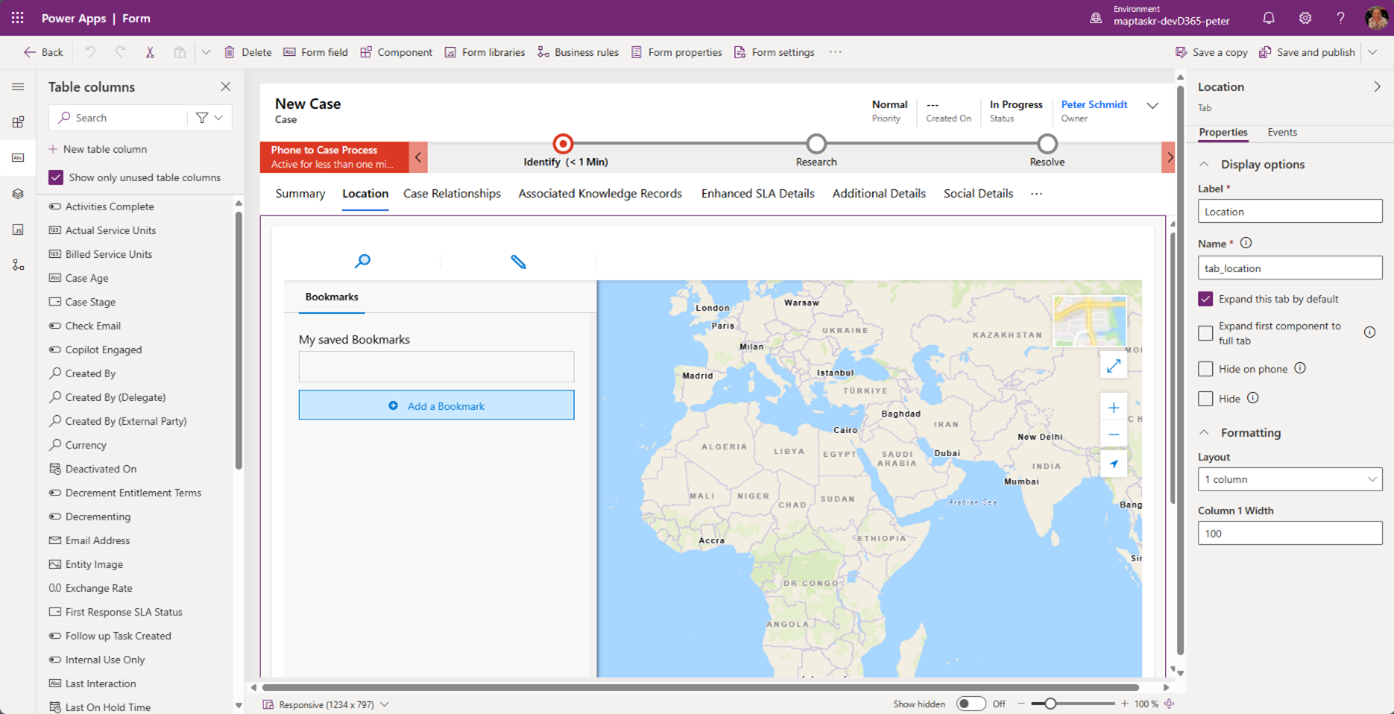 Power Apps | Form
Environment
maptaskr-devD365-peter
Back
Delete
Form field
Component
Form libraries
Business rules
Form properties
Form settings
Save a copy
Save and publish
Table columns
Search
New table column
Show only unused table columns
Activities Complete
Actual Service Units
Billed Service Units
Case Age
Case Stage
Check Email
Copilot Engaged
Created By
Created By (Delegate)
Created By (External Party)
Currency
Deactivated On
Decrement Entitlement Terms
Decrementing
Email Address
Entity Image
Exchange Rate
First Response SLA Status
Follow up Task Created
Internal Use Only
Last Interaction
Last On Hold Time
New Case
Case
Normal
Priority
---
Created On
In Progress
Status
Peter Schmidt
Owner
Phone to Case Process
Active for less than one mi...
Identify (< 1 Min)
Research
Resolve
Summary
Location
Case Relationships
Associated Knowledge Records
Enhanced SLA Details
Additional Details
Social Details
Bookmarks
My saved Bookmarks
Add a Bookmark
London
Warsaw
Paris
UKRAINE
KAZAKHSTAN
Milan
Madrid
Istanbul
TÜRKIYE
Baghdad
IRAN
Cairo
New Delhi
ALGERIA
LIBYA
EGYPT
SAUDI
ARABIA
Dubai
INDIA
Mumbai
MALI
NIGER
CHAD
SUDAN
Arabian Sea
Bang
Accra
ETHIOPIA
Sin
DR CONGO
ANGOLA
Responsive (1234 x 797)
Show hidden
Off
100 %
Location
Tab
Properties
Events
Display options
Label *
Location
Name *
tab_location
Expand this tab by default
Expand first component to
full tab
Hide on phone
Hide
Formatting
Layout
1 column
Column 1 Width
100